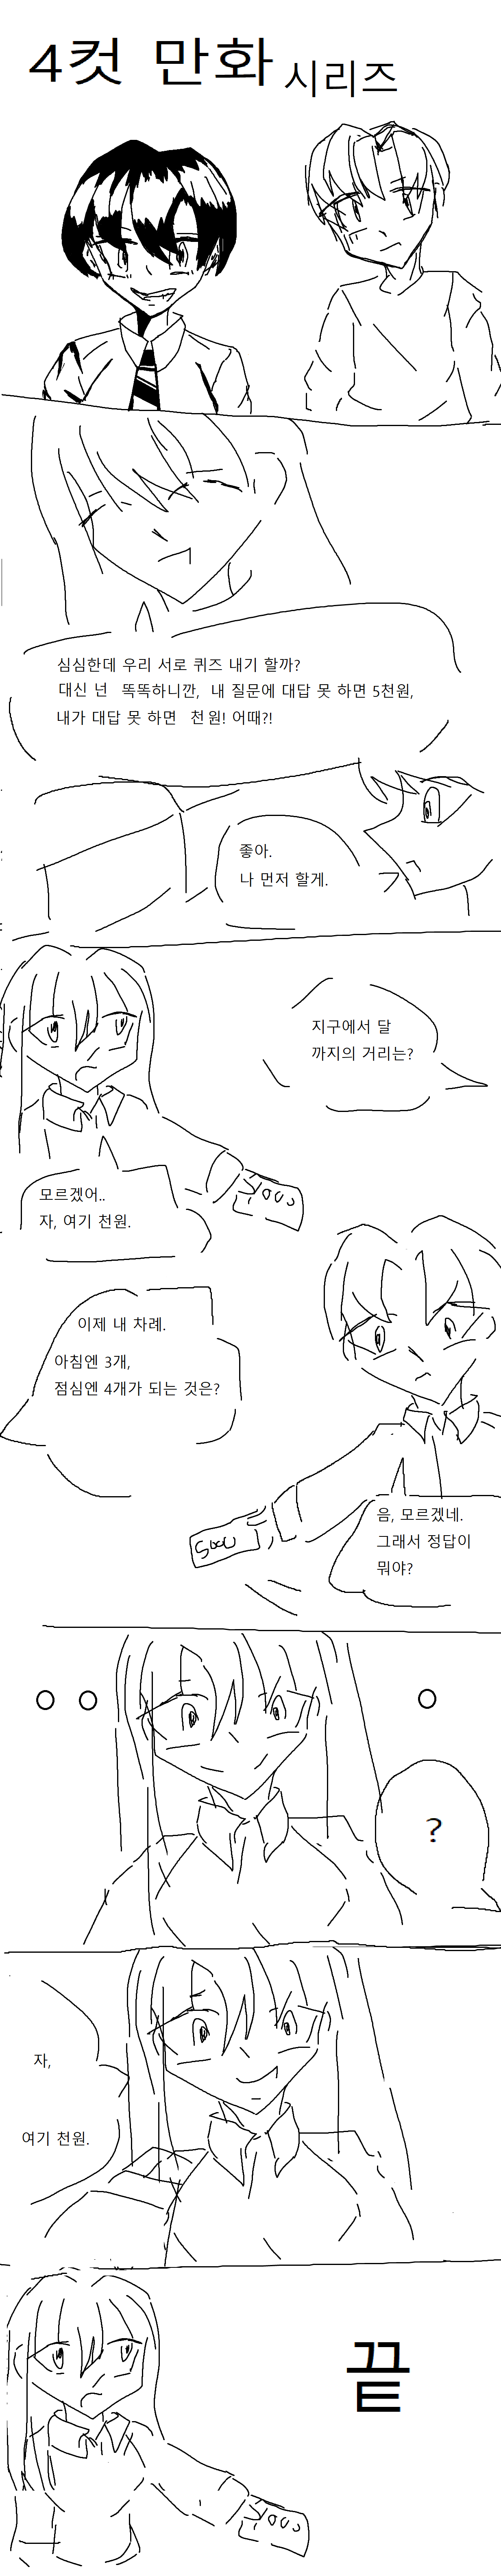 4컷 만화 시리즈
심심한데 우리 서로 퀴즈 내기 할까?
대신 넌 똑똑하니깐, 내 질문에 대답 못 하면 5천원,
내가 대답 못 하면 천원! 어때?!
좋아.
나 먼저 할게.
지구에서 달
까지의 거리는?
모르겠어..
자, 여기 천원.
1000
이제 내 차례.
아침엔 3개,
점심엔 4개가 되는 것은?
5000
음, 모르겠네.
그래서 정답이
뭐야?
?
자,
여기 천원.
끝
1000